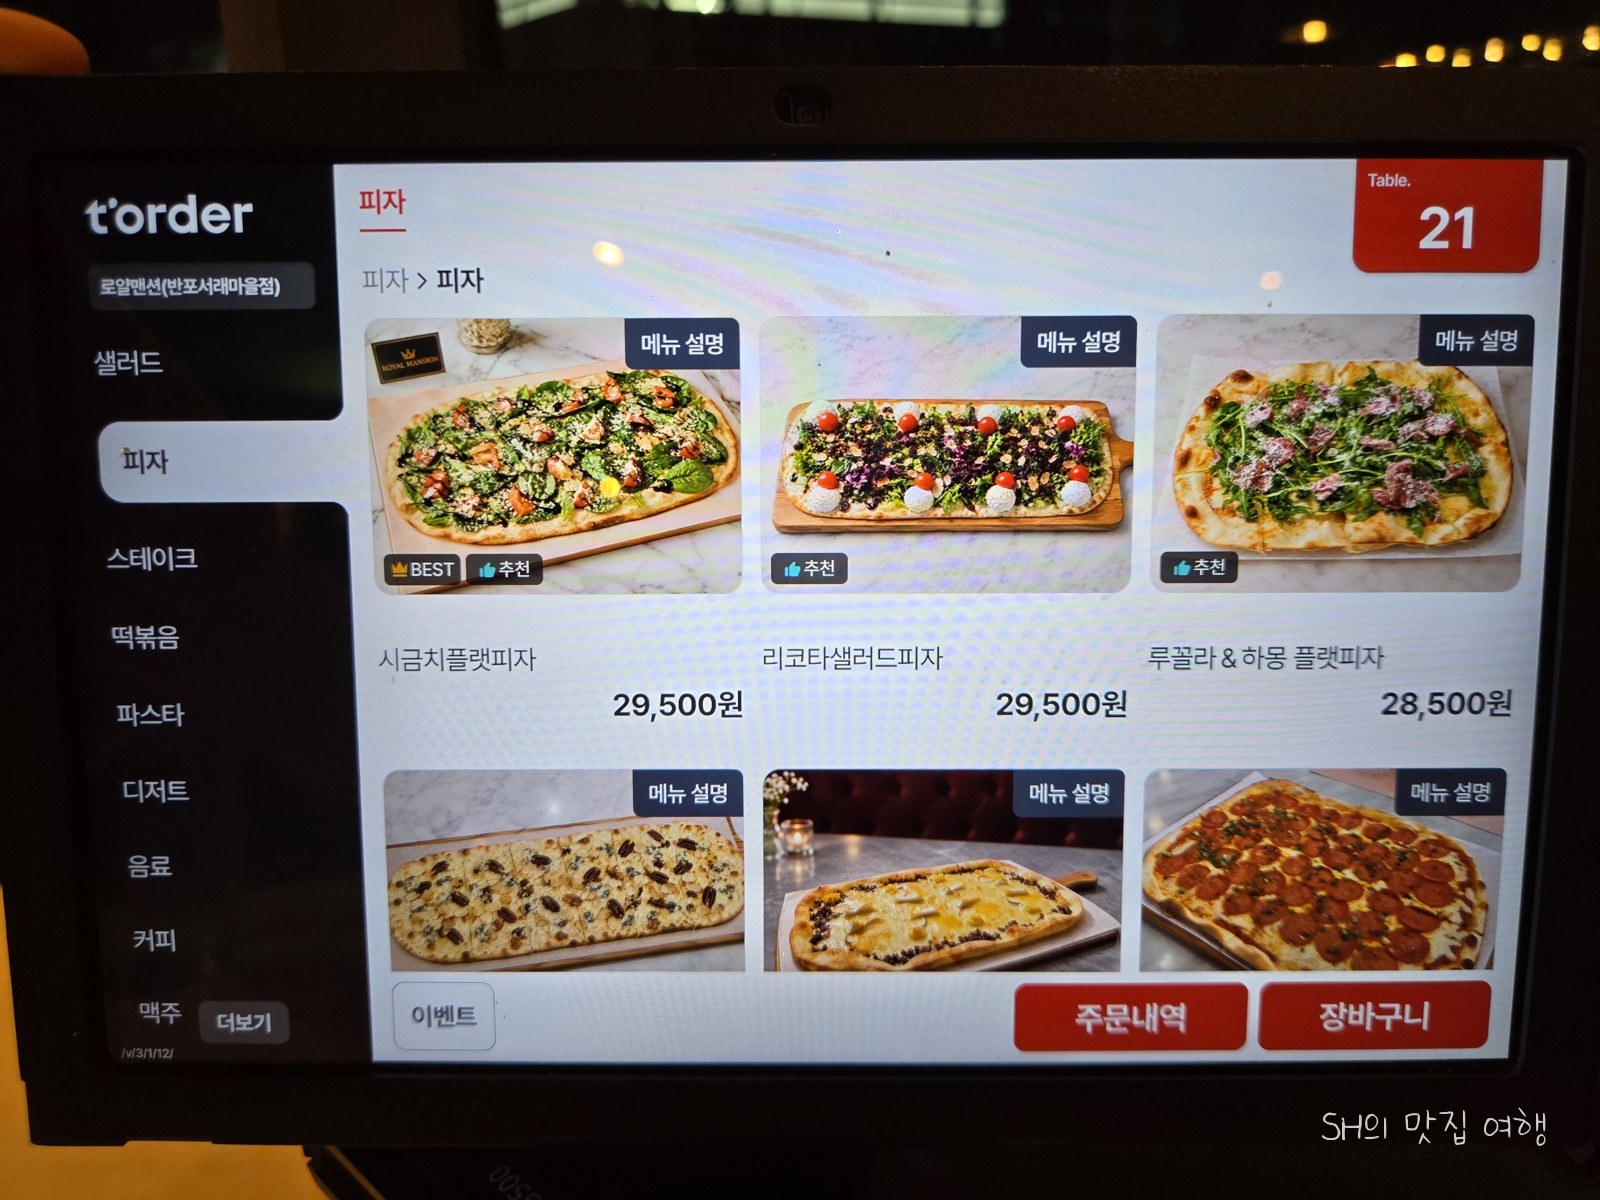 t'order
로얄맨션(반포서래마을점)
샐러드
피자
스테이크
떡볶음
파스타
디저트
음료
커피
맥주
더보기
/v/3/1/12/
피자
피자 > 피자
Table.
21
메뉴 설명
ROYAL MANSION
BEST
추천
메뉴 설명
추천
메뉴 설명
추천
시금치플랫피자
29,500원
리코타샐러드피자
29,500원
루꼴라 & 하몽 플랫피자
28,500원
메뉴 설명
메뉴 설명
메뉴 설명
이벤트
주문내역
장바구니
SH의 맛집 여행